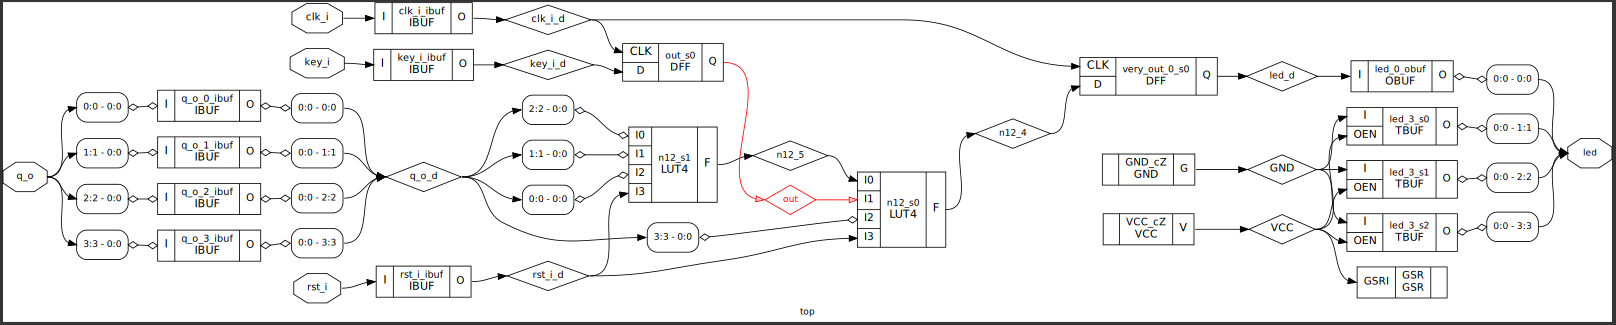 clk_i
I
clk_i_ibuf
IBUF
O
clk_i_d
key_i
I
key_i_ibuf
IBUF
O
key_i_d
CLK
D
out_s0
DFF
Q
CLK
D
very_out_0_s0
DFF
Q
led_d
I
led_0_obuf
OBUF
O
0:0 - 0:0
q_o
0:0 - 0:0
I
q_o_0_ibuf
IBUF
O
0:0 - 0:0
1:1 - 0:0
I
q_o_1_ibuf
IBUF
O
0:0 - 1:1
2:2 - 0:0
I
q_o_2_ibuf
IBUF
O
0:0 - 2:2
3:3 - 0:0
I
q_o_3_ibuf
IBUF
O
0:0 - 3:3
q_o_d
2:2 - 0:0
1:1 - 0:0
0:0 - 0:0
3:3 - 0:0
I0
I1
I2
I3
n12_s1
LUT4
F
n12_5
out
I0
I1
I2
I3
n12_s0
LUT4
F
n12_4
GND_cZ
GND
G
GND
VCC_cZ
VCC
V
VCC
I
OEN
led_3_s0
TBUF
O
0:0 - 1:1
I
OEN
led_3_s1
TBUF
O
0:0 - 2:2
I
OEN
led_3_s2
TBUF
O
0:0 - 3:3
led
GSRI
GSR
GSR
rst_i
I
rst_i_ibuf
IBUF
O
rst_i_d
top